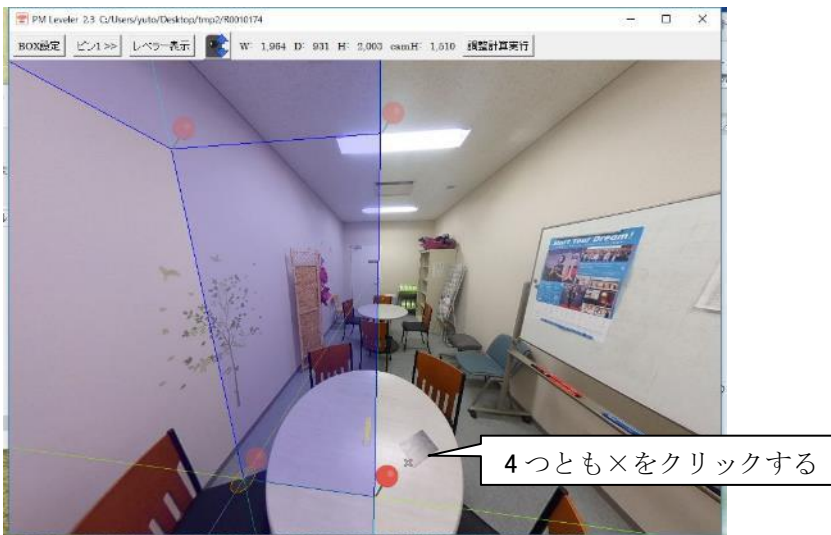 PM Leveler 2.3 C:/Users/yuto/Desktop/tmp2/R0010174
BOX設定 ピン1 >> レベラー表示 W: 1,964 D: 931 H: 2,003 camH: 1,510 調整計算実行
Start Your Dream!
4つとも×をクリックする